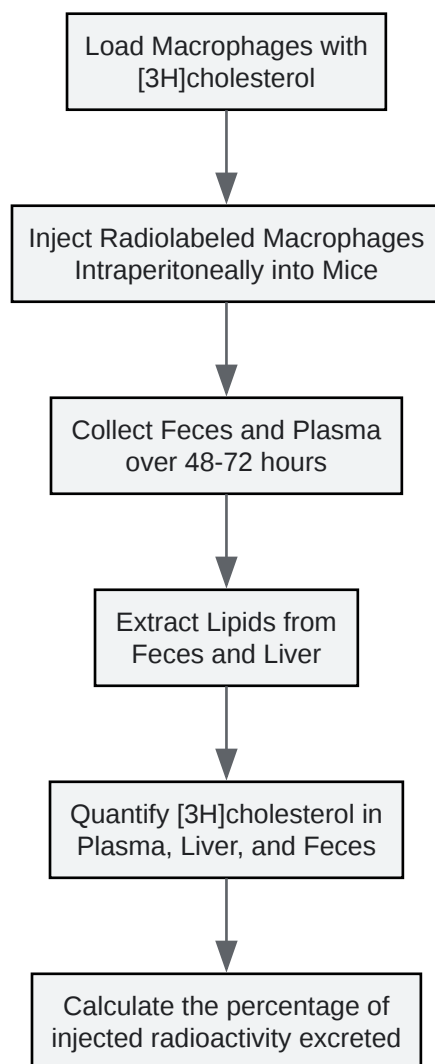 Load Macrophages with
[3H]cholesterol
Inject Radiolabeled Macrophages
Intraperitoneally into Mice
Collect Feces and Plasma
over 48-72 hours
Extract Lipids from
Feces and Liver
Quantify [3H]cholesterol in
Plasma, Liver, and Feces
Calculate the percentage of
injected radioactivity excreted